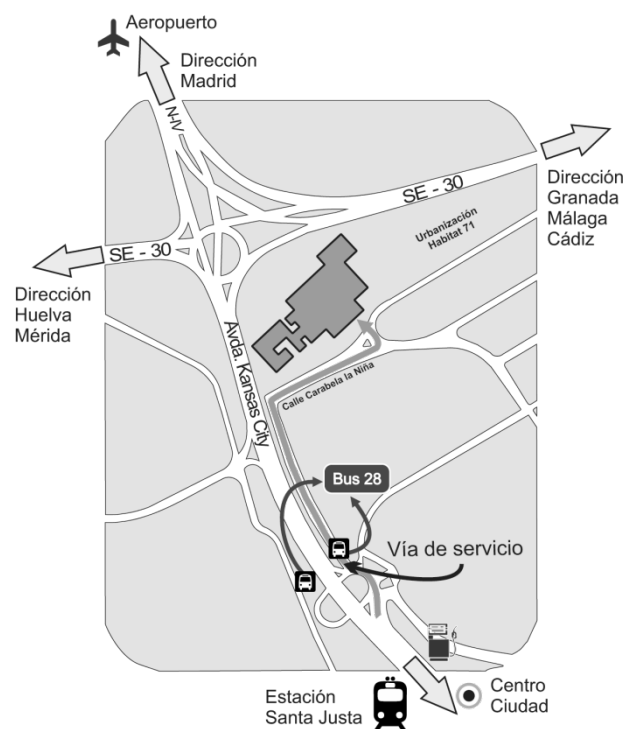 Aeropuerto
Dirección
Madrid
N-IV
SE - 30
Dirección
Granada
Málaga
Cádiz
Urbanización
Habitat 71
SE - 30
Dirección
Huelva
Mérida
Avda. Kansas City
Calle Carabela la Niña
Bus 28
Vía de servicio
Estación
Santa Justa
Centro
Ciudad